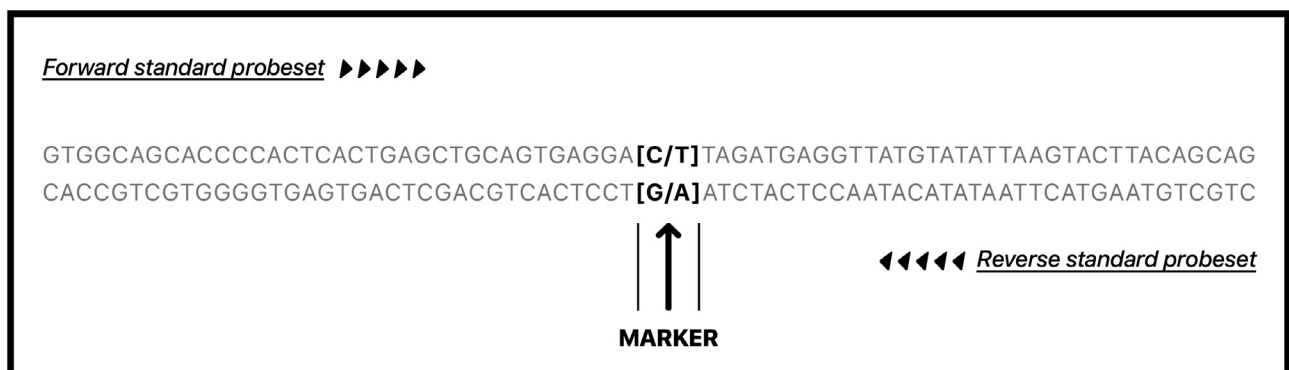 Forward standard probeset
GTGGCAGCACCCCACTCACTGAGCTGCAGTGAGGA[C/T]TAGATGAGGTTATGTATATTAAGTACTTACAGCAG
CACCGTCGTGGGGTGAGTGACTCGACGTCACTCCT[G/A]ATCTACTCCAATACATATAATTCATGAATGTCGTC
Reverse standard probeset
MARKER